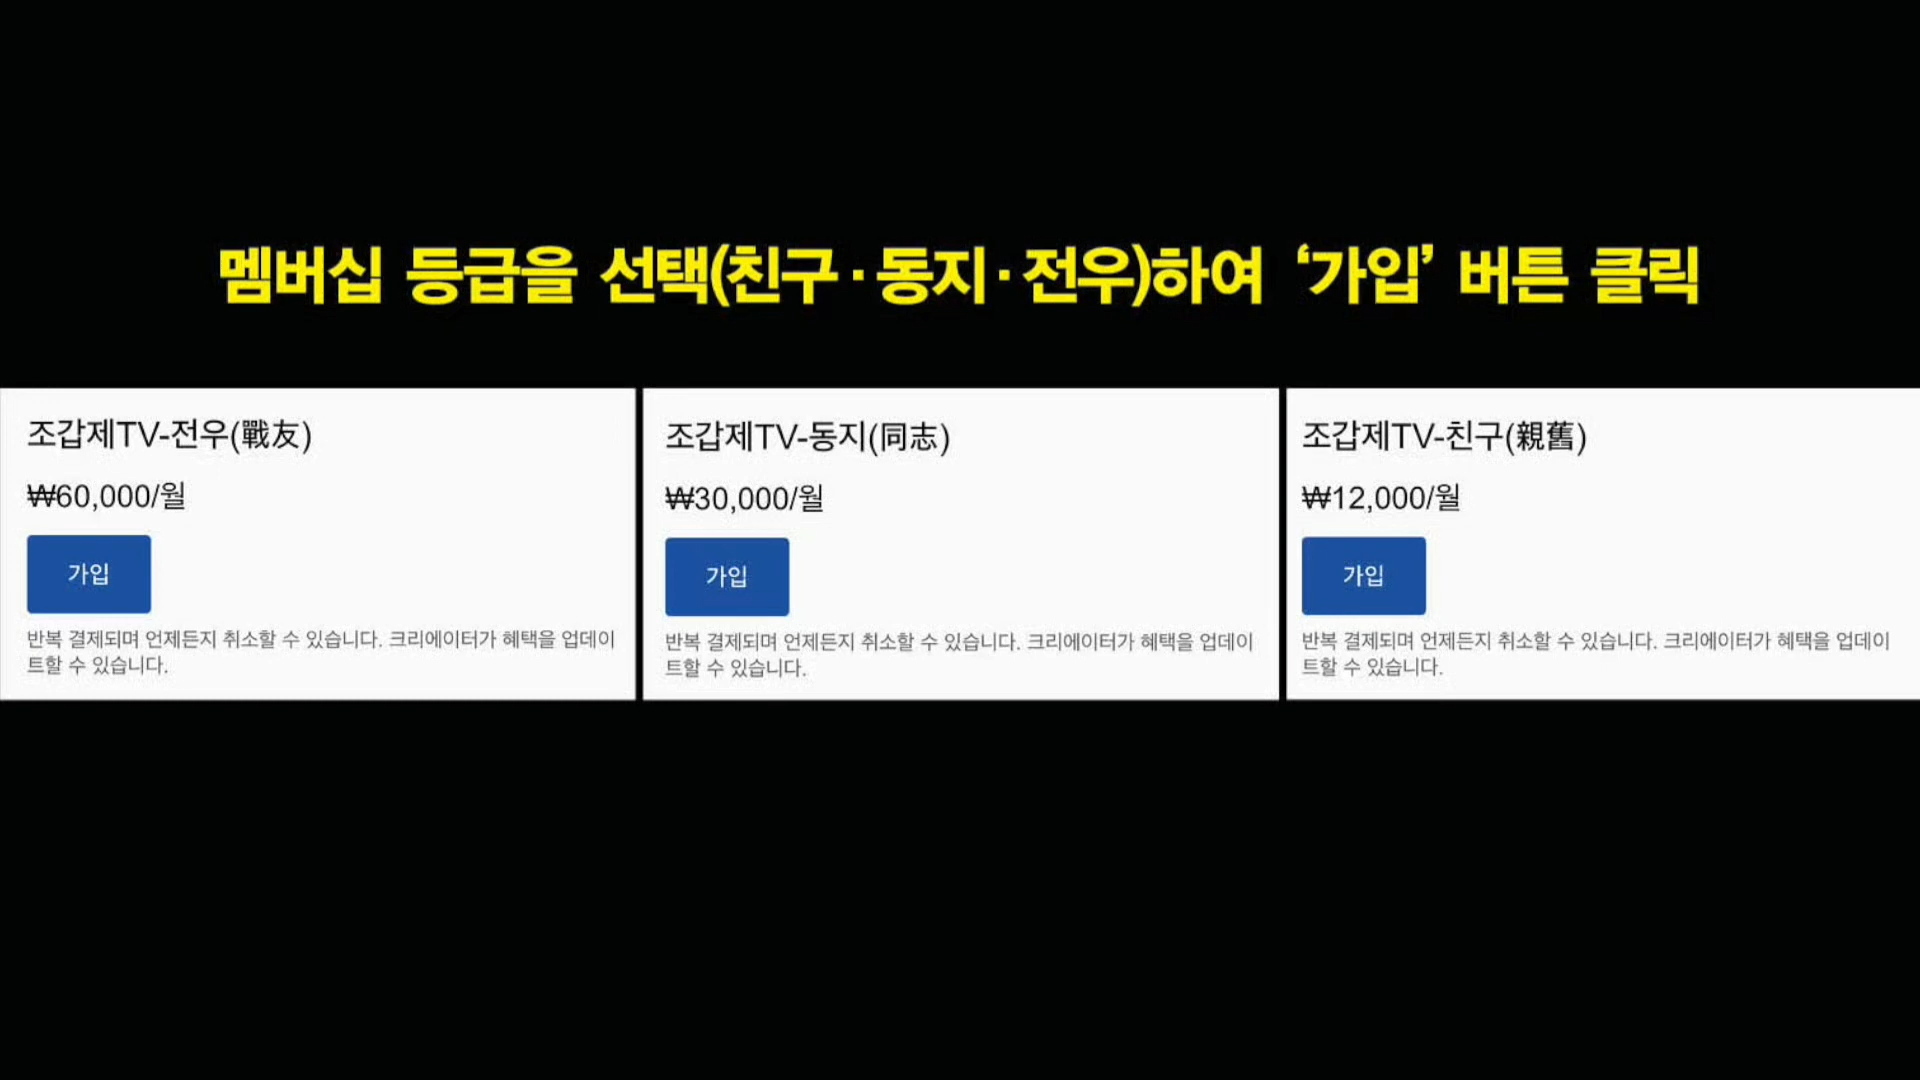 멤버십 등급을 선택(친구·동지·전우)하여 ‘가입’ 버튼 클릭
조갑제TV-전우(戰友)
₩60,000/월
가입
반복 결제되며 언제든지 취소할 수 있습니다. 크리에이터가 혜택을 업데이
트할 수 있습니다.
조갑제TV-동지(同志)
₩30,000/월
가입
반복 결제되며 언제든지 취소할 수 있습니다. 크리에이터가 혜택을 업데이
트할 수 있습니다.
조갑제TV-친구(親舊)
₩12,000/월
가입
반복 결제되며 언제든지 취소할 수 있습니다. 크리에이터가 혜택을 업데이
트할 수 있습니다.